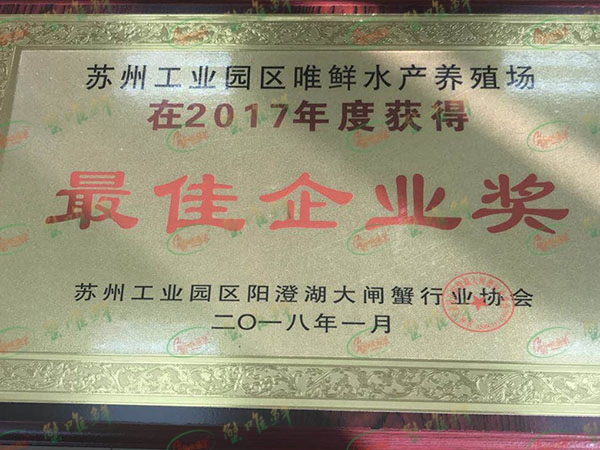 苏州工业园区唯鲜水产养殖场
在2017年度获得
最佳企业奖
苏州工业园区阳澄湖大闸蟹行业协会
二〇一八年一月